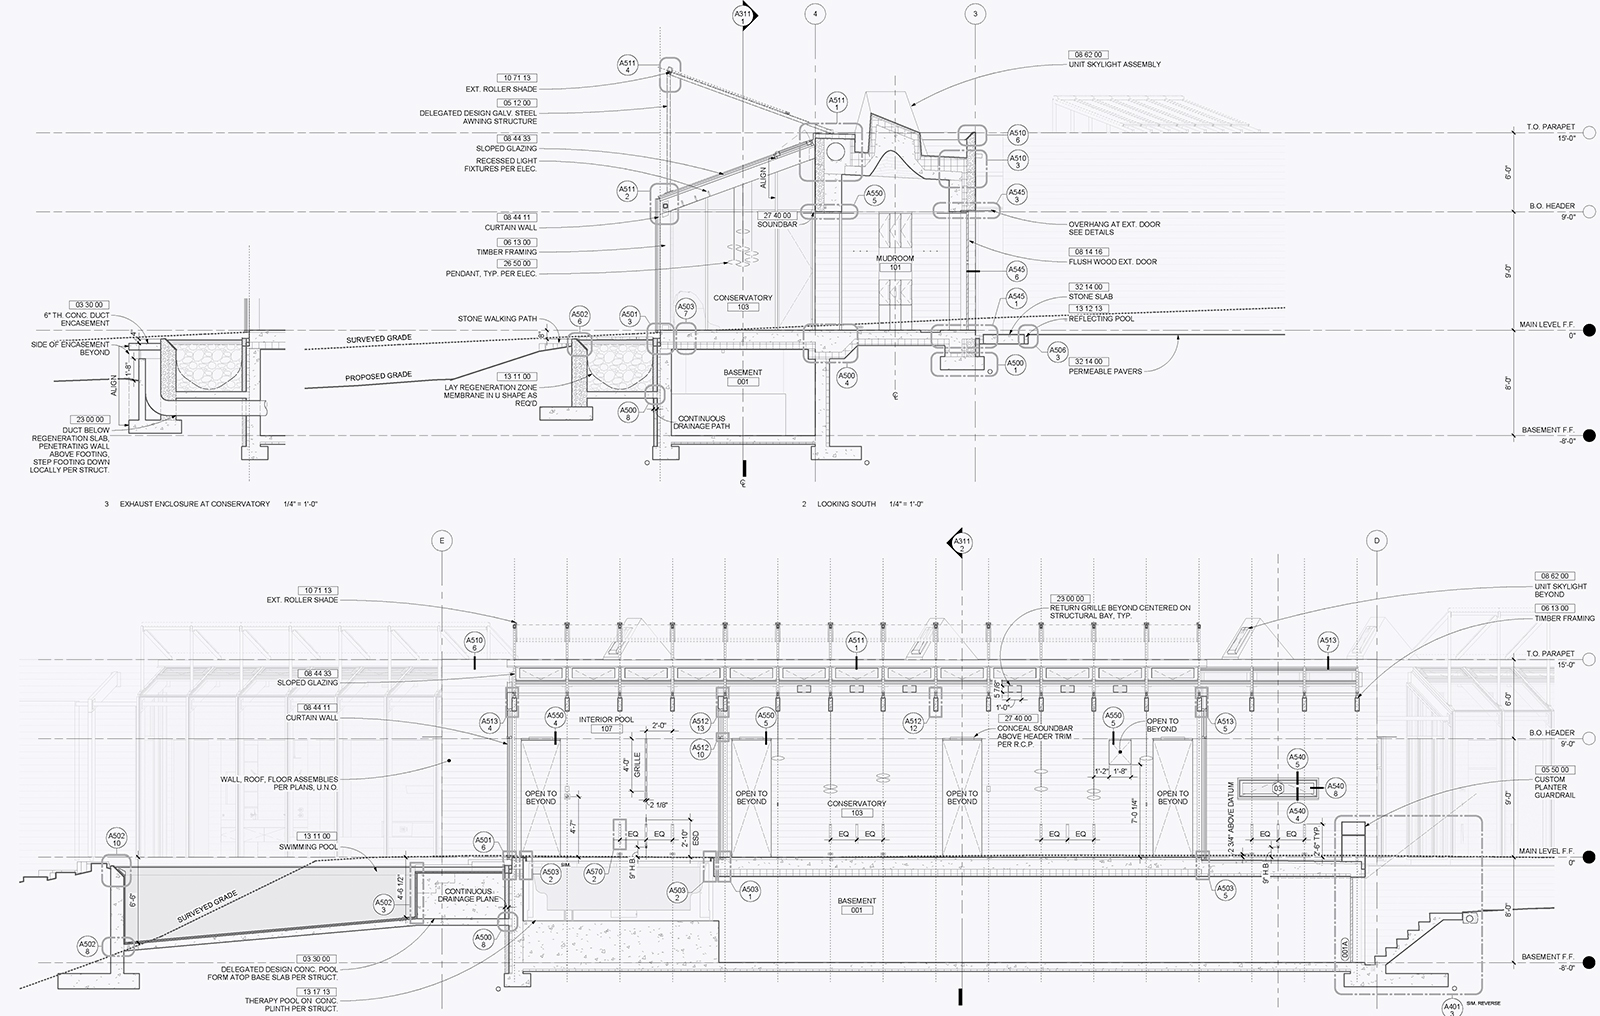 A311
1
4
3
08 62 00
UNIT SKYLIGHT ASSEMBLY
A511
4
10 71 13
EXT. ROLLER SHADE
05 12 00
DELEGATED DESIGN GALV. STEEL
AWNING STRUCTURE
A511
1
08 44 33
SLOPED GLAZING
RECESSED LIGHT
FIXTURES PER ELEC.
ALIGN
A510
6
A510
3
T.O. PARAPET
15'-0"
6'-0"
A511
2
A550
5
A545
3
B.O. HEADER
9'-0"
08 44 11
CURTAIN WALL
27 40 00
SOUNDBAR
OVERHANG AT EXT. DOOR
SEE DETAILS
06 13 00
TIMBER FRAMING
08 14 16
FLUSH WOOD EXT. DOOR
26 50 00
PENDANT, TYP. PER ELEC.
MUDROOM
101
A545
6
9'-0"
32 14 00
STONE SLAB
A545
1
13 12 13
REFLECTING POOL
CONSERVATORY
103
03 30 00
6" TH. CONC. DUCT
ENCASEMENT
STONE WALKING PATH
A502
6
A501
3
A503
7
MAIN LEVEL F.F.
0"
4"
6"
SIDE OF ENCASEMENT
BEYOND
SURVEYED GRADE
PROPOSED GRADE
1'-8"
ALIGN
A506
3
A500
1
32 14 00
PERMEABLE PAVERS
BASEMENT
001
A500
4
13 11 00
LAY REGENERATION ZONE
MEMBRANE IN U SHAPE AS
REQ'D
A500
8
CONTINUOUS
DRAINAGE PATH
8'-0"
23 00 00
DUCT BELOW
REGENERATION SLAB,
PENETRATING WALL
ABOVE FOOTING,
STEP FOOTING DOWN
LOCALLY PER STRUCT.
BASEMENT F.F.
-8'-0"
3 EXHAUST ENCLOSURE AT CONSERVATORY 1/4" = 1'-0"
2 LOOKING SOUTH 1/4" = 1'-0"
E
A311
2
D
10 71 13
EXT. ROLLER SHADE
23 00 00
RETURN GRILLE BEYOND CENTERED ON
STRUCTURAL BAY, TYP.
08 62 00
UNIT SKYLIGHT
BEYOND
06 13 00
TIMBER FRAMING
A510
6
A511
1
A513
7
T.O. PARAPET
15'-0"
08 44 33
SLOPED GLAZING
5 7/8"
1'-0"
6'-0"
08 44 11
CURTAIN WALL
A513
4
A550
4
INTERIOR POOL
107
2'-0"
A512
13
A550
3
A512
12
27 40 00
CONCEAL SOUNDBAR
ABOVE HEADER TRIM
PER R.C.P.
A550
5
OPEN TO
BEYOND
A513
5
B.O. HEADER
9'-0"
A512
10
4'-0"
GRILLE
WALL, ROOF, FLOOR ASSEMBLIES
PER PLANS, U.N.O.
1'-2"
1'-8"
A540
5
05 50 00
CUSTOM
PLANTER
GUARDRAIL
OPEN TO
BEYOND
2 1/8"
OPEN TO
BEYOND
CONSERVATORY
103
OPEN TO
BEYOND
7'-0 1/4"
OPEN TO
BEYOND
03
A540
8
A540
4
9'-0"
2 3/4" ABOVE DATUM
4'-7"
EQ
EQ
2'-10"
ESD
EQ
EQ
EQ
EQ
EQ
EQ
2'-6" TYP.
A502
10
13 11 00
SWIMMING POOL
A501
6
MAIN LEVEL F.F.
0"
SIM.
9" H.B.
9" H.B.
A503
2
A570
2
A503
2
A503
1
A503
5
4'-6 1/2"
CONTINUOUS
DRAINAGE PLANE
6'-6"
SURVEYED GRADE
A502
3
BASEMENT
001
8'-0"
A502
8
A500
8
001A
03 30 00
DELEGATED DESIGN CONC. POOL
FORM ATOP BASE SLAB PER STRUCT.
BASEMENT F.F.
-8'-0"
13 17 13
THERAPY POOL ON CONC.
PLINTH PER STRUCT.
A401
3
SIM. REVERSE